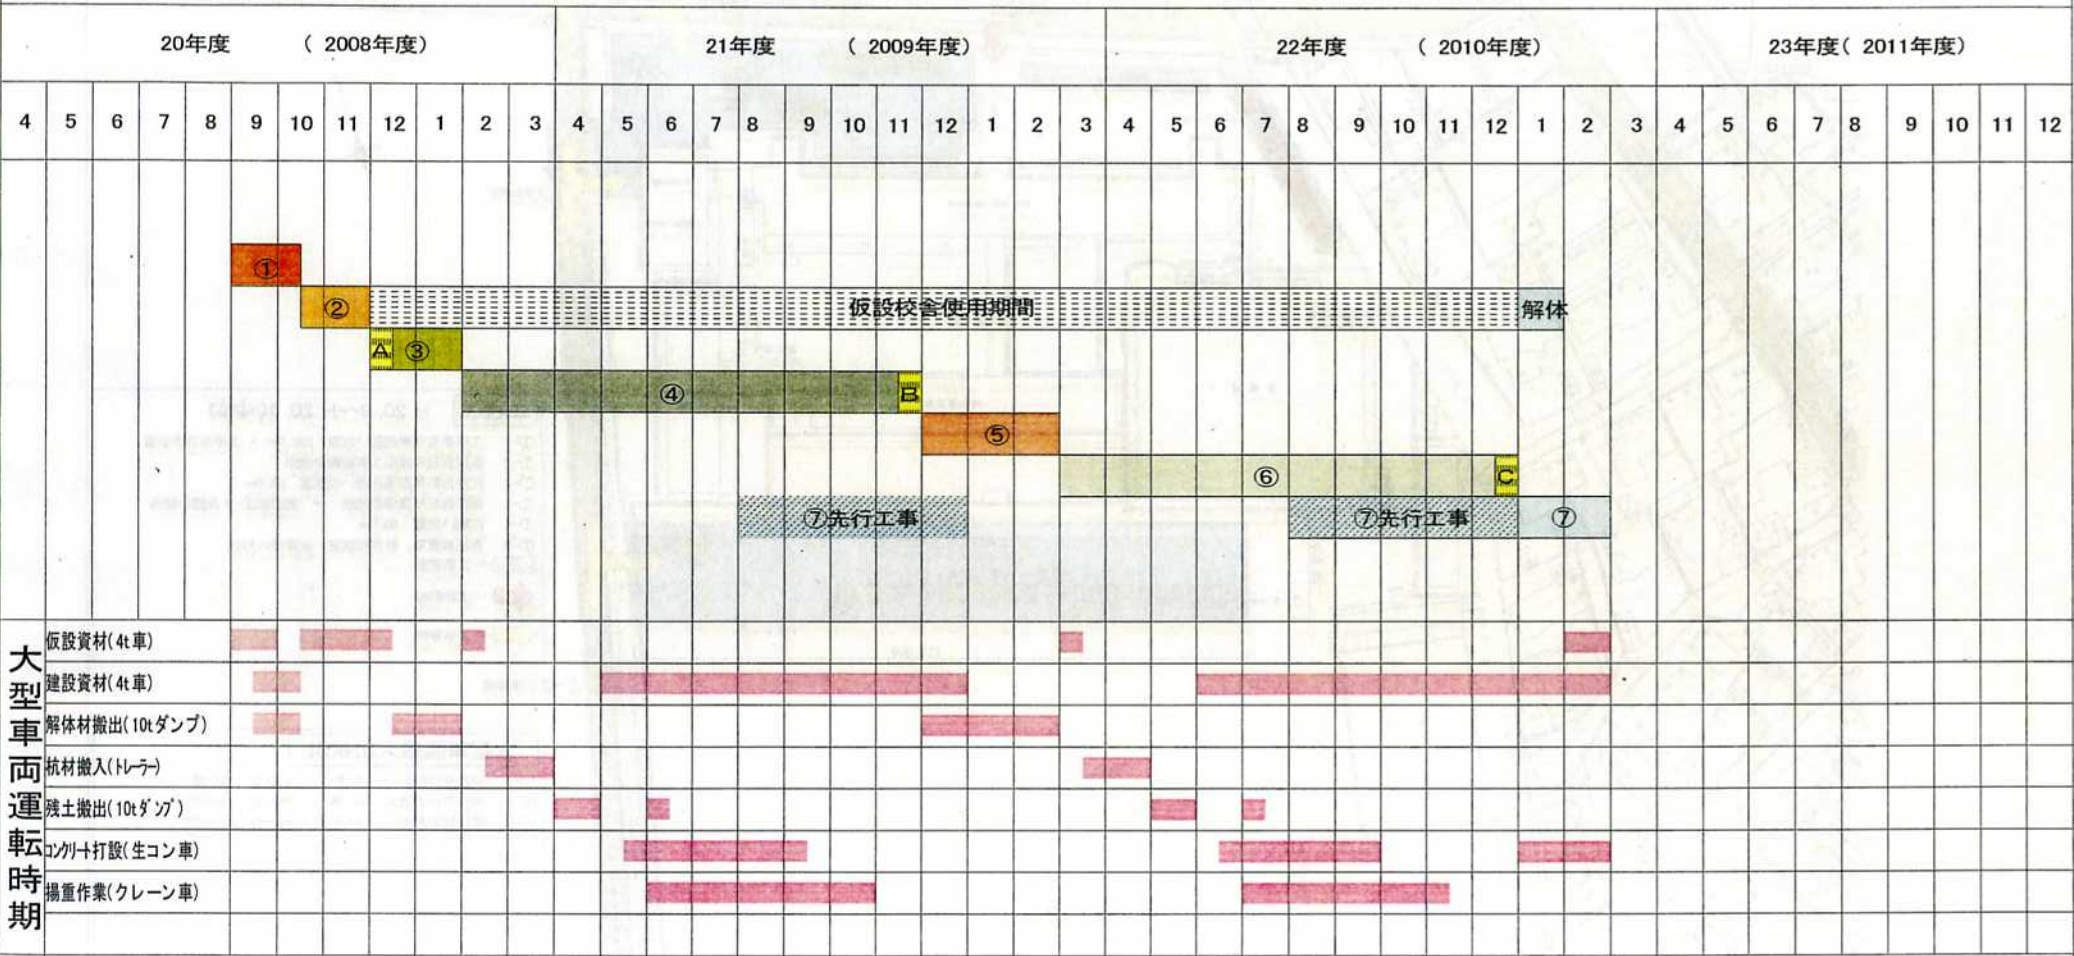 20年度 ( 2008年度)
21年度 ( 2009年度)
22年度 ( 2010年度)
23年度( 2011年度)
4 5 6 7 8 9 10 11 12 1 2 3 4 5 6 7 8 9 10 11 12 1 2 3 4 5 6 7 8 9 10 11 12 1 2 3 4 5 6 7 8 9 10 11 12
①
② 仮設校舎使用期間 解体
A ③
④ B
⑤
⑥ C
⑦先行工事 ⑦先行工事 ⑦
大型車両運転時期
仮設資材(4t車)
建設資材(4t車)
解体材搬出(10tダンプ)
杭材搬入(トレーラー)
残土搬出(10tダンプ)
コンクリート打設(生コン車)
揚重作業(クレーン車)